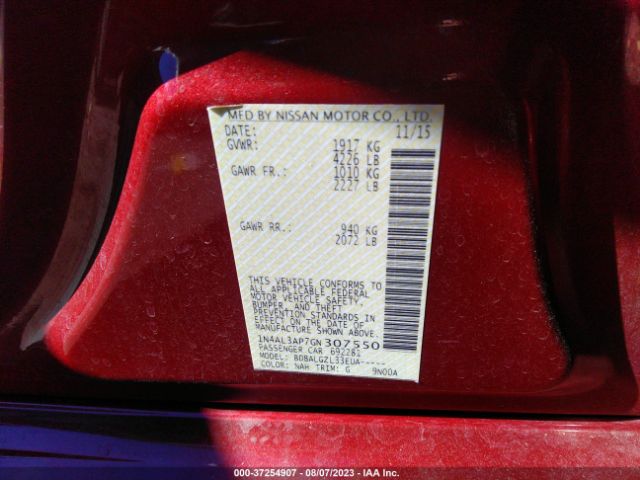 MFD BY NISSAN MOTOR CO., LTD.
DATE: 11/15
GVWR: 1917 KG
4226 LB
GAWR FR.: 1010 KG
2227 LB
GAWR RR.: 940 KG
2072 LB
THIS VEHICLE CONFORMS TO
ALL APPLICABLE FEDERAL
MOTOR VEHICLE SAFETY,
BUMPER, AND THEFT
PREVENTION STANDARDS IN
EFFECT ON THE DATE OF
MANUFACTURE SHOWN ABOVE.
1N4AL3AP7GN307550
PASSENGER CAR 692281
MODEL: BDBALGZL33EUA-----
COLOR: NAH TRIM: G 9N00A
000-37254907 - 08/07/2023 - IAA Inc.